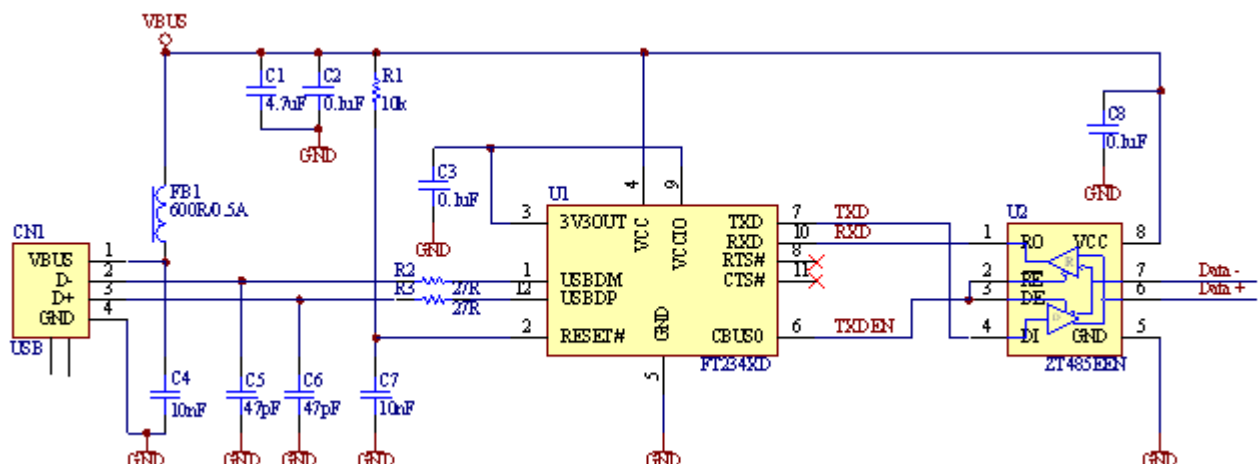 VBUS
C1
4.7uF
C2
0.1uF
R1
10k
GND
C8
0.1uF
GND
FB1
600R/0.5A
C3
0.1uF
GND
U1
4
9
3
3V3OUT
VCC
VCCIO
TXD
7
TXD
RXD
10
RXD
RTS#
8
CTS#
11
1
USBDM
12
USBDP
2
RESET#
GND
5
CBUS0
6
TXDEN
FT234XD
CN1
VBUS
1
D-
2
D+
3
GND
4
USB
R2
27R
R3
27R
U2
1
RO
VCC
8
2
RE
7
Data -
3
DE
6
Data +
4
DI
GND
5
R
D
ZT485EEN
C4
10nF
C5
47pF
C6
47pF
C7
10nF
GND
GND
GND
GND
GND
GND